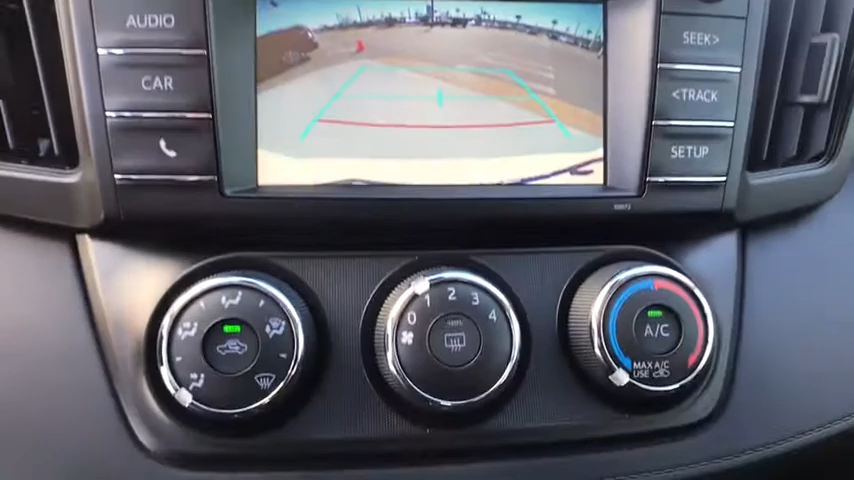 AUDIO
CAR
SEEK>
<TRACK
SETUP
0 1 2 3 4
A/C
MAX A/C
USE